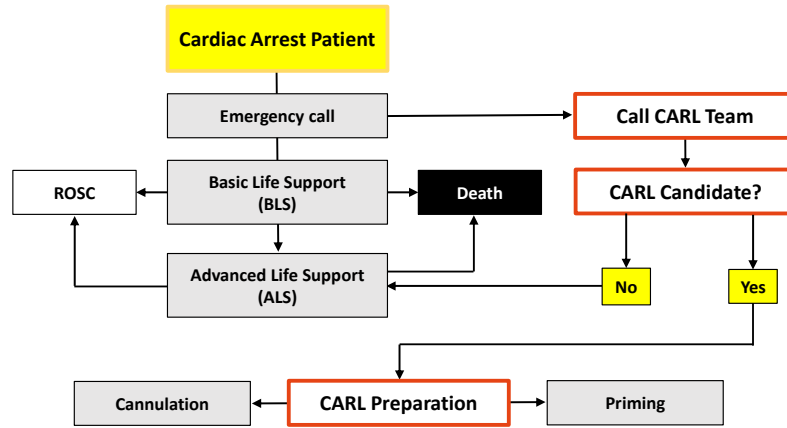 Cardiac Arrest Patient
Emergency call
Call CARL Team
Basic Life Support
(BLS)
ROSC
Death
CARL Candidate?
Advanced Life Support
(ALS)
No
Yes
Cannulation
CARL Preparation
Priming